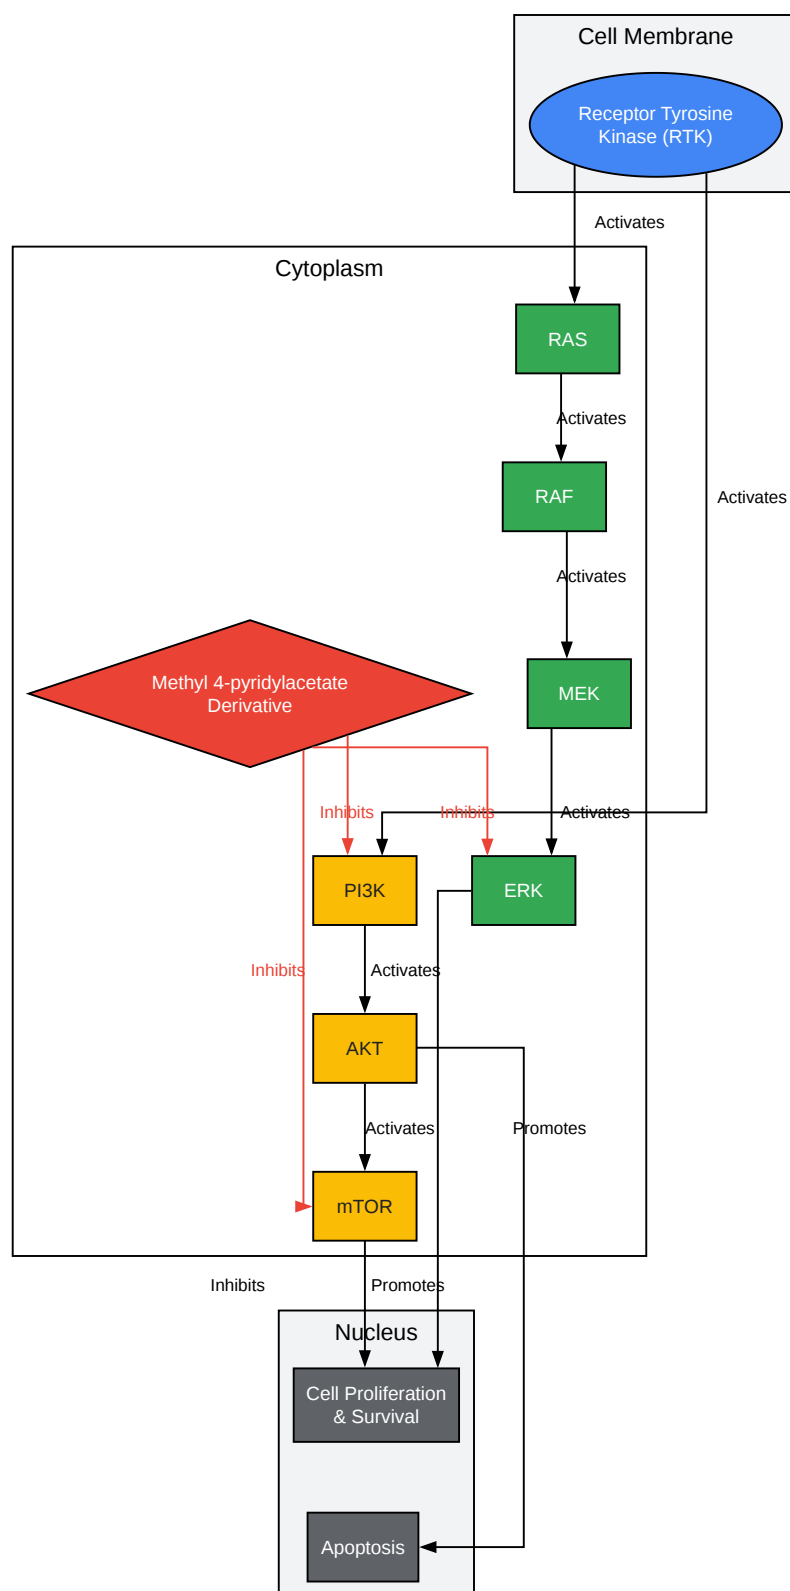 Cell Membrane
Receptor Tyrosine
Kinase (RTK)
Activates
Cytoplasm
RAS
Activates
RAF
Activates
Activates
Methyl 4-pyridylacetate
Derivative
MEK
Inhibits
Inhibits
Activates
PI3K
ERK
Inhibits
Activates
AKT
Activates
Promotes
mTOR
Inhibits
Promotes
Nucleus
Cell Proliferation
& Survival
Apoptosis